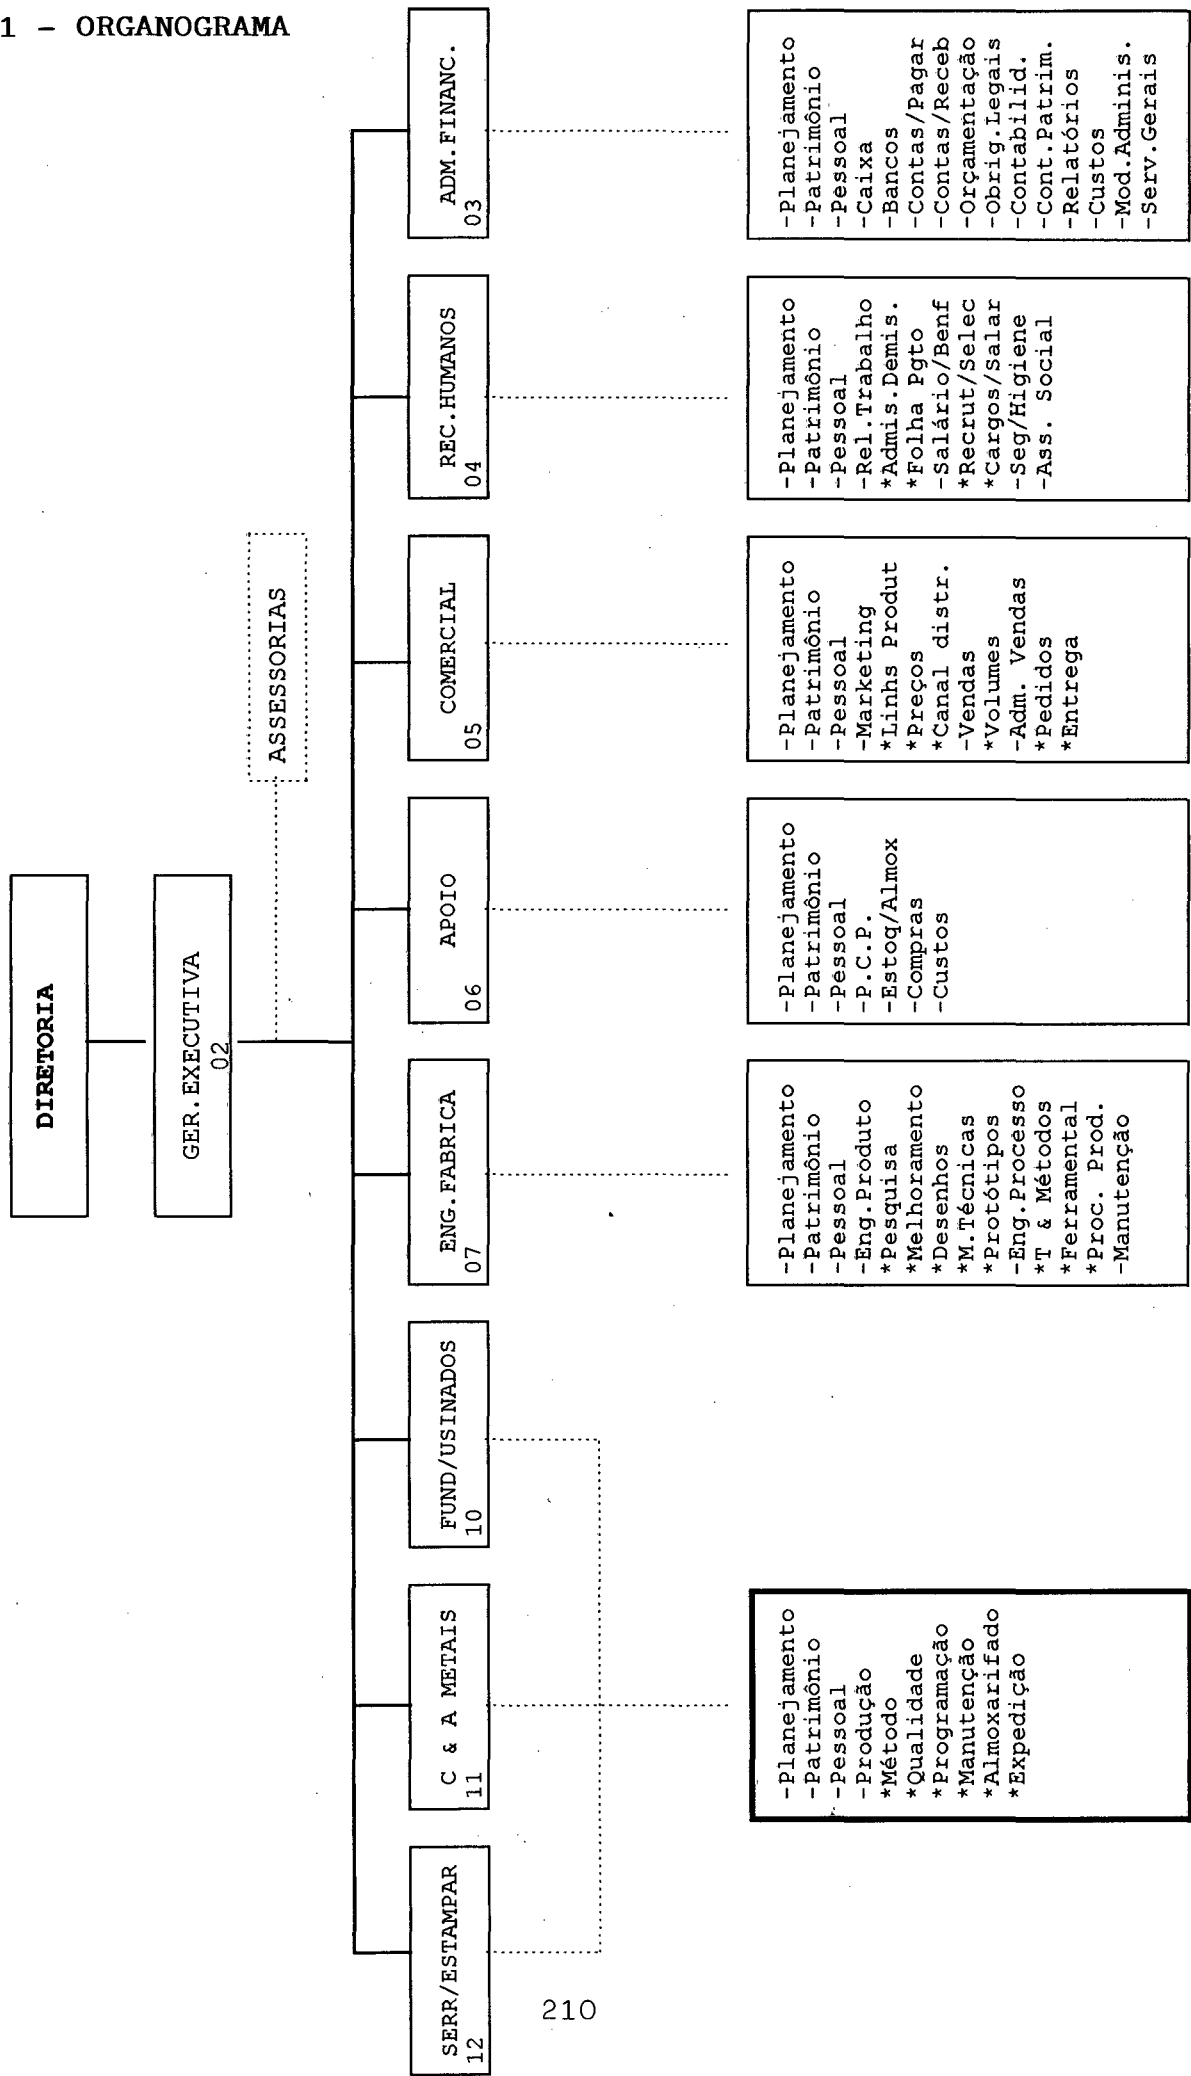 1 - ORGANOGRAMA
DIRETORIA
GER.EXECUTIVA
02
ASSESSORIAS
SERR/ESTAMPAR
12
C & A METAIS
11
FUND/USINADOS
10
ENG.FABRICA
07
APOIO
06
COMERCIAL
05
REC.HUMANOS
04
ADM.FINANC.
03
-Planejamento
-Patrimônio
-Pessoal
-Produção
*Método
*Qualidade
*Programação
*Manutenção
*Almoxarifado
*Expedição
-Planejamento
-Patrimônio
-Pessoal
-Eng.Produto
*Pesquisa
*Melhoramento
*Desenhos
*M.Técnicas
*Protótipos
-Eng.Processo
*T & Métodos
*Ferramental
*Proc. Prod.
-Manutenção
-Planejamento
-Patrimônio
-Pessoal
-P.C.P.
-Estoq/Almox
-Compras
-Custos
-Planejamento
-Patrimônio
-Pessoal
-Marketing
*Linhs Produt
*Preços
*Canal distr.
-Vendas
*Volumes
-Adm. Vendas
*Pedidos
*Entrega
-Planejamento
-Patrimônio
-Pessoal
-Rel.Trabalho
*Admis.Demis.
*Folha Pgto
-Salário/Benf
*Recrut/Selec
*Cargos/Salar
-Seg/Higiene
-Ass. Social
-Planejamento
-Patrimônio
-Pessoal
-Caixa
-Bancos
-Contas/Pagar
-Contas/Receb
-Orçamentação
-Obrig.Legais
-Contabilid.
-Cont.Patrim.
-Relatórios
-Custos
-Mod.Adminis.
-Serv.Gerais
210